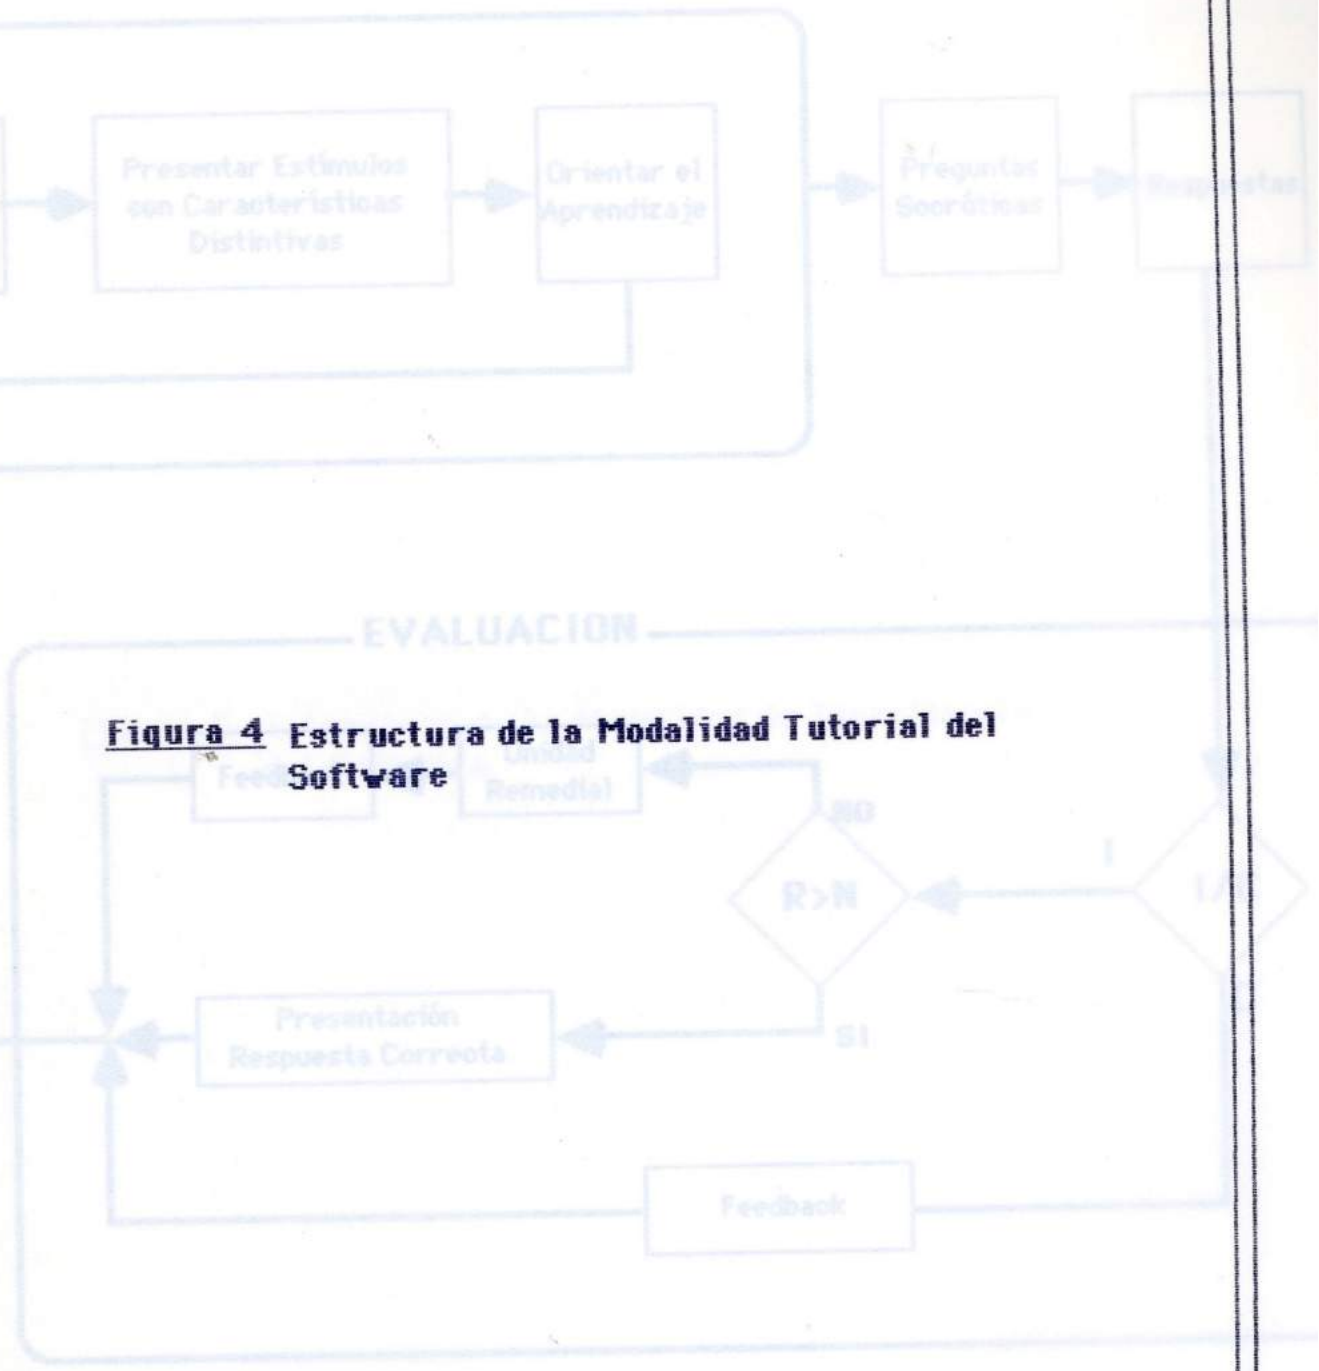 Presentar Estímulos
con Características
Distintivas
Orientar el
Aprendizaje
Preguntas
Socráticas
Respuestas
EVALUACION
Figura 4 Estructura de la Modalidad Tutorial del
Software
Unidad
Remedial
NO
I
R>N
Presentación
Respuesta Correcta
SI
Feedback